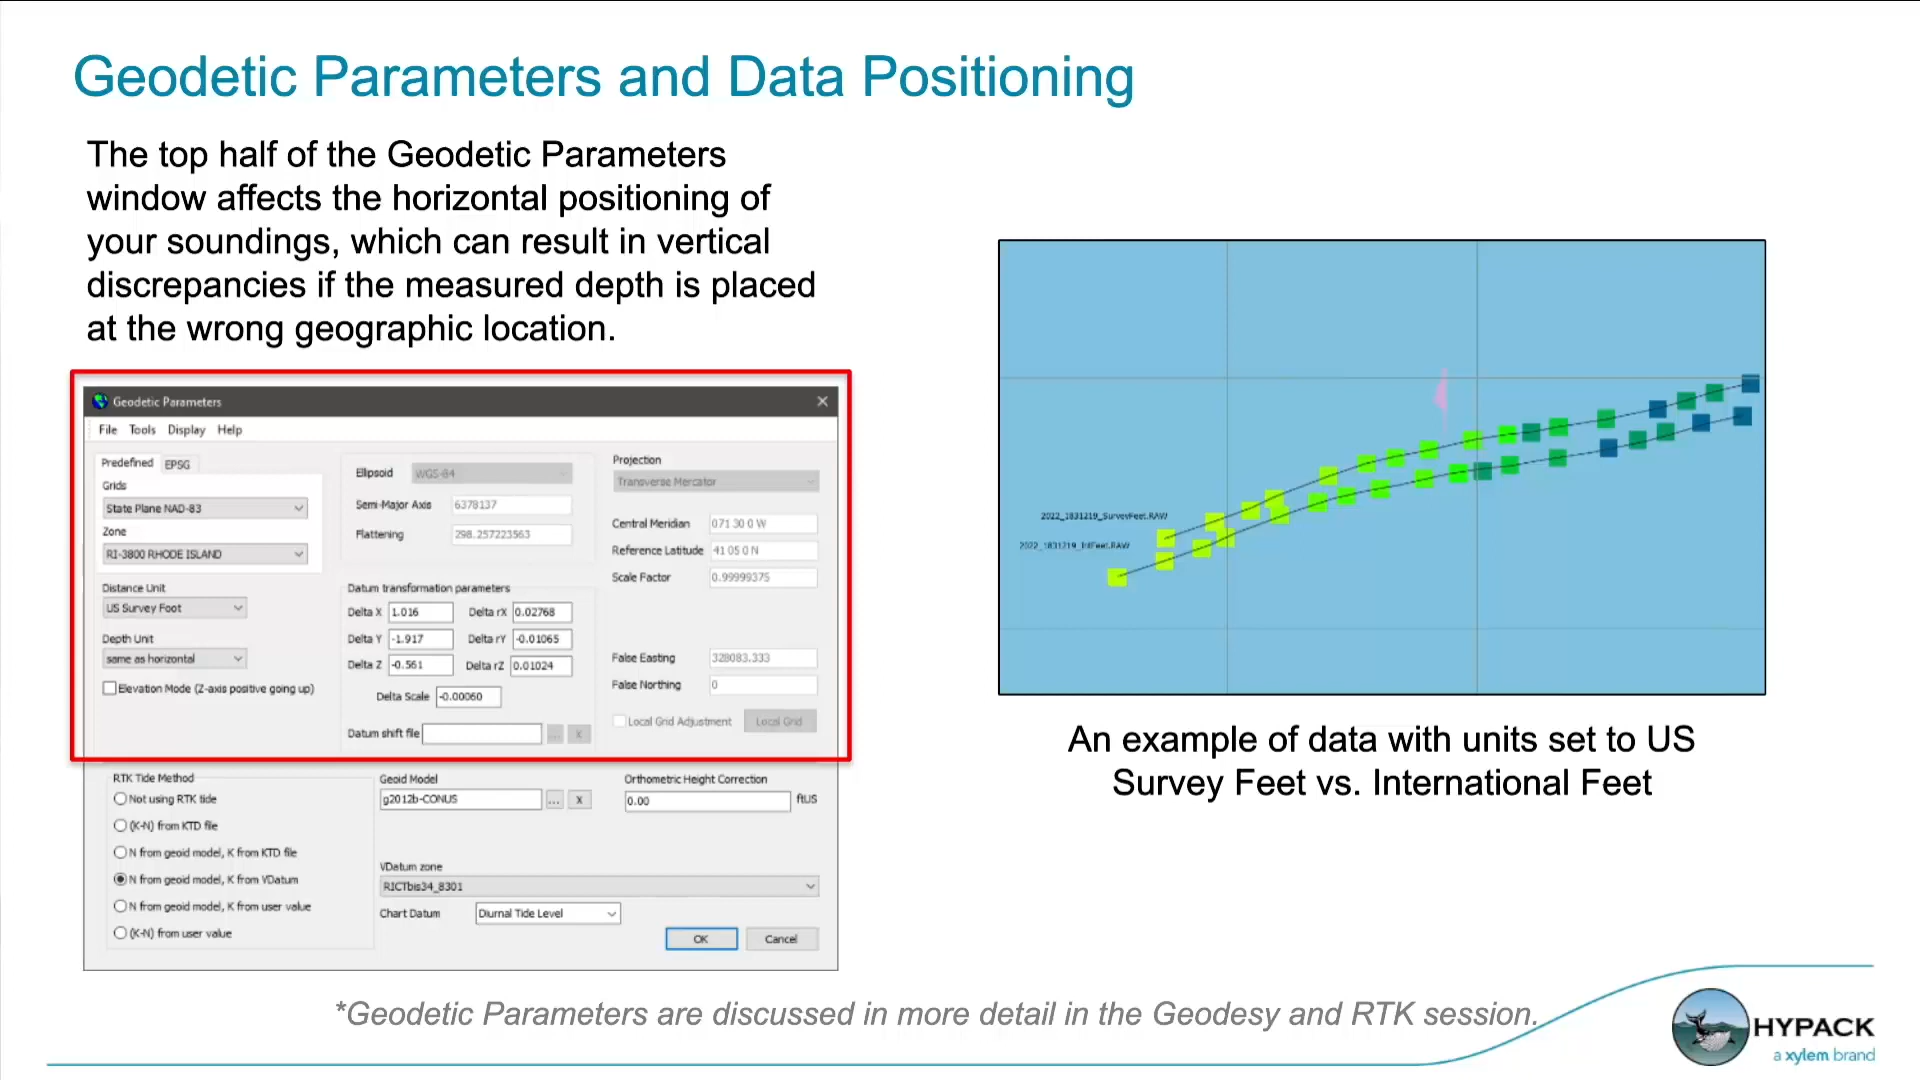 Geodetic Parameters and Data Positioning
The top half of the Geodetic Parameters
window affects the horizontal positioning of
your soundings, which can result in vertical
discrepancies if the measured depth is placed
at the wrong geographic location.
Geodetic Parameters
File Tools Display Help
Predefined EPSG
Grids
State Plane NAD-83
Zone
RI-3800 RHODE ISLAND
Distance Unit
US Survey Foot
Depth Unit
same as horizontal
Elevation Mode (Z-axis positive going up)
Ellipsoid WGS-84
Semi-Major Axis 6378137
Flattening 298.257223563
Datum transformation parameters
Delta X 1.016 Delta rX 0.02768
Delta Y -1.917 Delta rY -0.01065
Delta Z -0.561 Delta rZ 0.01024
Delta Scale -0.00060
Datum shift file ... X
Projection
Transverse Mercator
Central Meridian 071 30 0 W
Reference Latitude 41 05 0 N
Scale Factor 0.99999375
False Easting 328083.333
False Northing 0
Local Grid Adjustment Local Grid
RTK Tide Method
Not using RTK tide
(K-N) from KTD file
N from geoid model, K from KTD file
N from geoid model, K from VDatum
N from geoid model, K from user value
(K-N) from user value
Geoid Model
g2012b-CONUS ... X
Orthometric Height Correction
0.00 ftUS
VDatum zone
RICTbis34_8301
Chart Datum Diurnal Tide Level
OK Cancel
2022_1831219_SurveyFeet.RAW
2022_1831219_IntFeet.RAW
An example of data with units set to US
Survey Feet vs. International Feet
*Geodetic Parameters are discussed in more detail in the Geodesy and RTK session.
HYPACK
a xylem brand